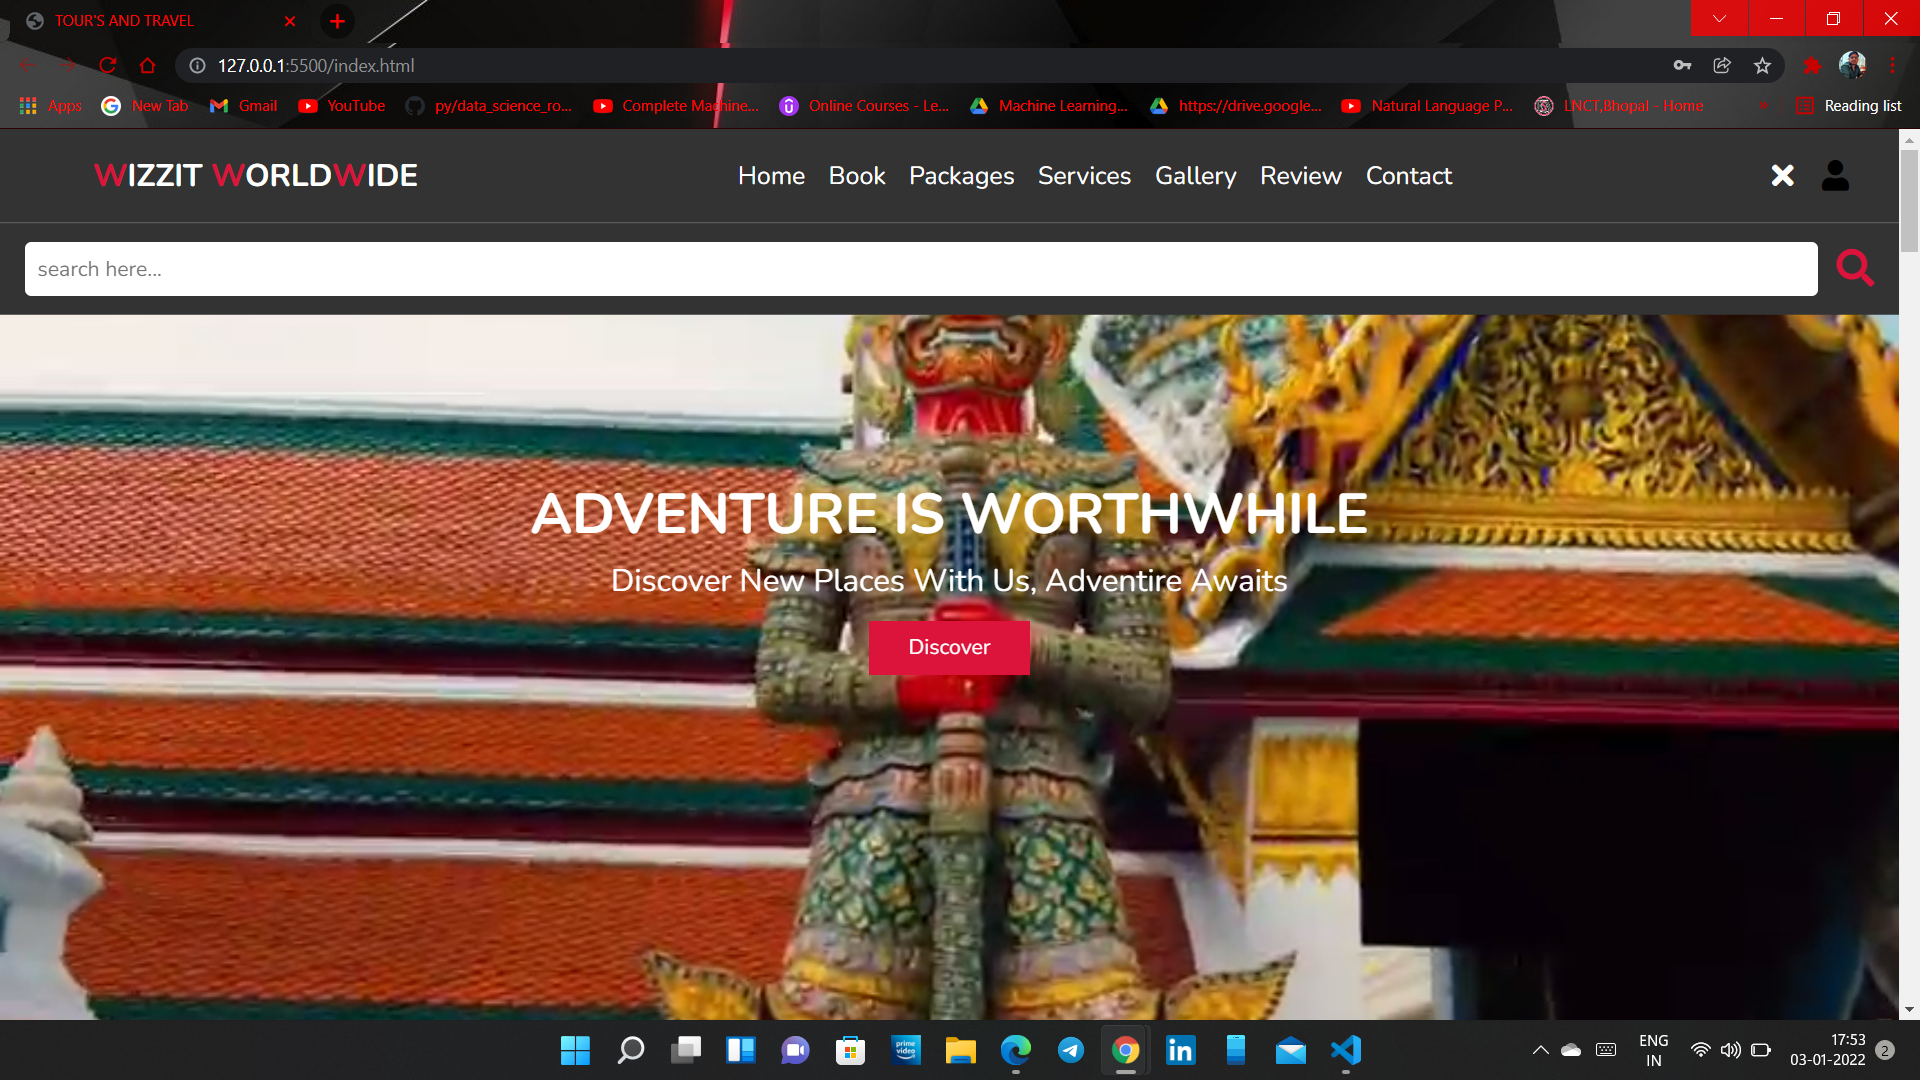 TOUR'S AND TRAVEL
127.0.0.1:5500/index.html
Apps New Tab Gmail YouTube py/data_science_ro... Complete Machine... Online Courses - Le... Machine Learning... https://drive.google... Natural Language P... LNCT,Bhopal - Home » Reading list
WIZZIT WORLDWIDE Home Book Packages Services Gallery Review Contact
search here...
ADVENTURE IS WORTHWHILE
Discover New Places With Us, Adventire Awaits
Discover
prime video
ENG 17:53
IN 03-01-2022 2